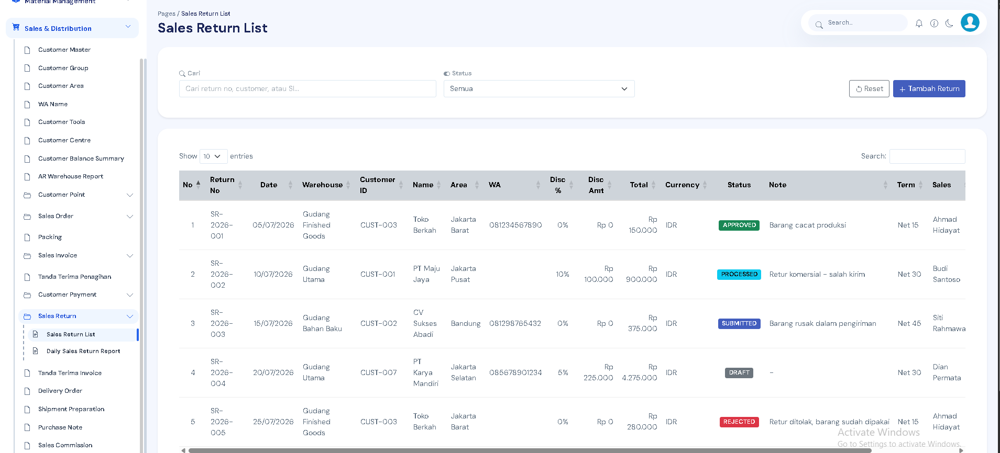 Material Management
Sales & Distribution
Customer Master
Customer Group
Customer Area
WA Name
Customer Tools
Customer Centre
Customer Balance Summary
AR Warehouse Report
Customer Point
Sales Order
Packing
Sales Invoice
Tanda Terima Penagihan
Customer Payment
Sales Return
Sales Return List
Daily Sales Return Report
Tanda Terima Invoice
Delivery Order
Shipment Preparation
Purchase Note
Sales Commission
Pages / Sales Return List
Sales Return List
Search...
Cari
Cari return no, customer, atau SI...
Status
Semua
Reset
+ Tambah Return
Show 10 entries
Search:
No Return No Date Warehouse Customer ID Name Area WA Disc % Disc Amt Total Currency Status Note Term Sales
1 SR-2026-001 05/07/2026 Gudang Finished Goods CUST-003 Toko Berkah Jakarta Barat 081234567890 0% Rp 0 Rp 150.000 IDR APPROVED Barang cacat produksi Net 15 Ahmad Hidayat
2 SR-2026-002 10/07/2026 Gudang Utama CUST-001 PT Maju Jaya Jakarta Pusat 10% Rp 100.000 Rp 900.000 IDR PROCESSED Retur komersial - salah kirim Net 30 Budi Santoso
3 SR-2026-003 15/07/2026 Gudang Bahan Baku CUST-002 CV Sukses Abadi Bandung 081298765432 0% Rp 0 Rp 375.000 IDR SUBMITTED Barang rusak dalam pengiriman Net 45 Siti Rahmawa
4 SR-2026-004 20/07/2026 Gudang Utama CUST-007 PT Karya Mandiri Jakarta Selatan 085678901234 5% Rp 225.000 Rp 4.275.000 IDR DRAFT - Net 30 Dian Permata
5 SR-2026-005 25/07/2026 Gudang Finished Goods CUST-003 Toko Berkah Jakarta Barat 0% Rp 0 Rp 280.000 IDR REJECTED Retur ditolak, barang sudah dipakai Net 15 Ahmad Hidayat
Activate Windows
Go to Settings to activate Windows.